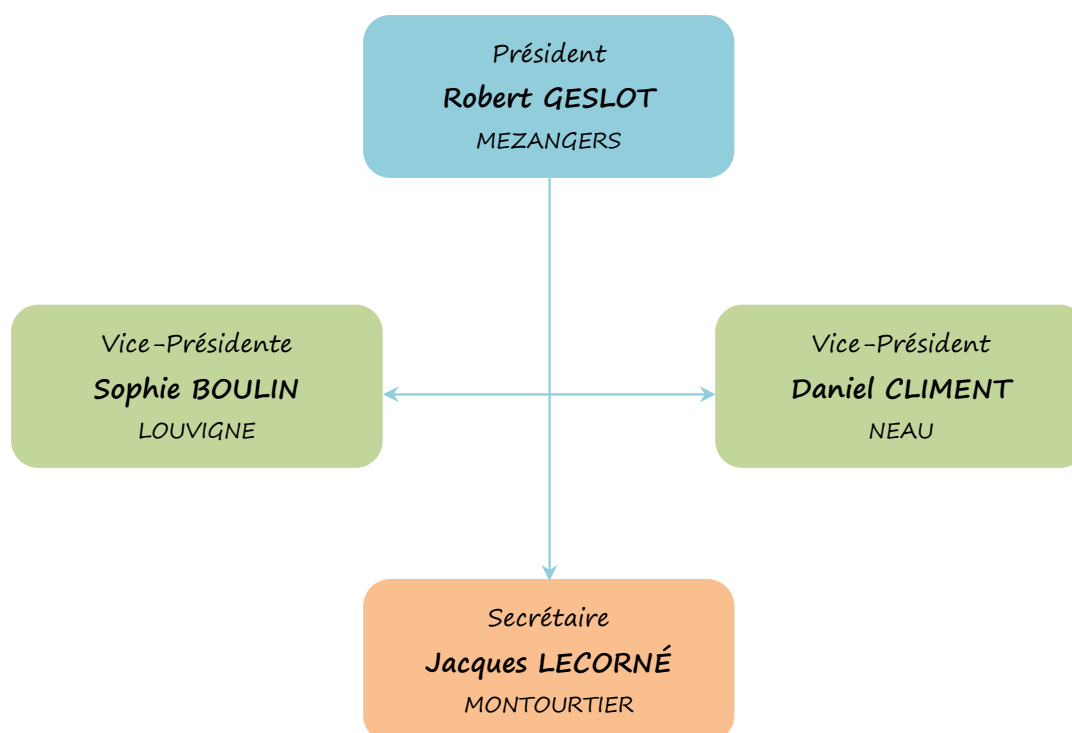 Président
Robert GESLOT
MEZANGERS
Vice-Présidente
Sophie BOULIN
LOUVIGNE
Vice-Président
Daniel CLIMENT
NEAU
Secrétaire
Jacques LECORNÉ
MONTOURTIER